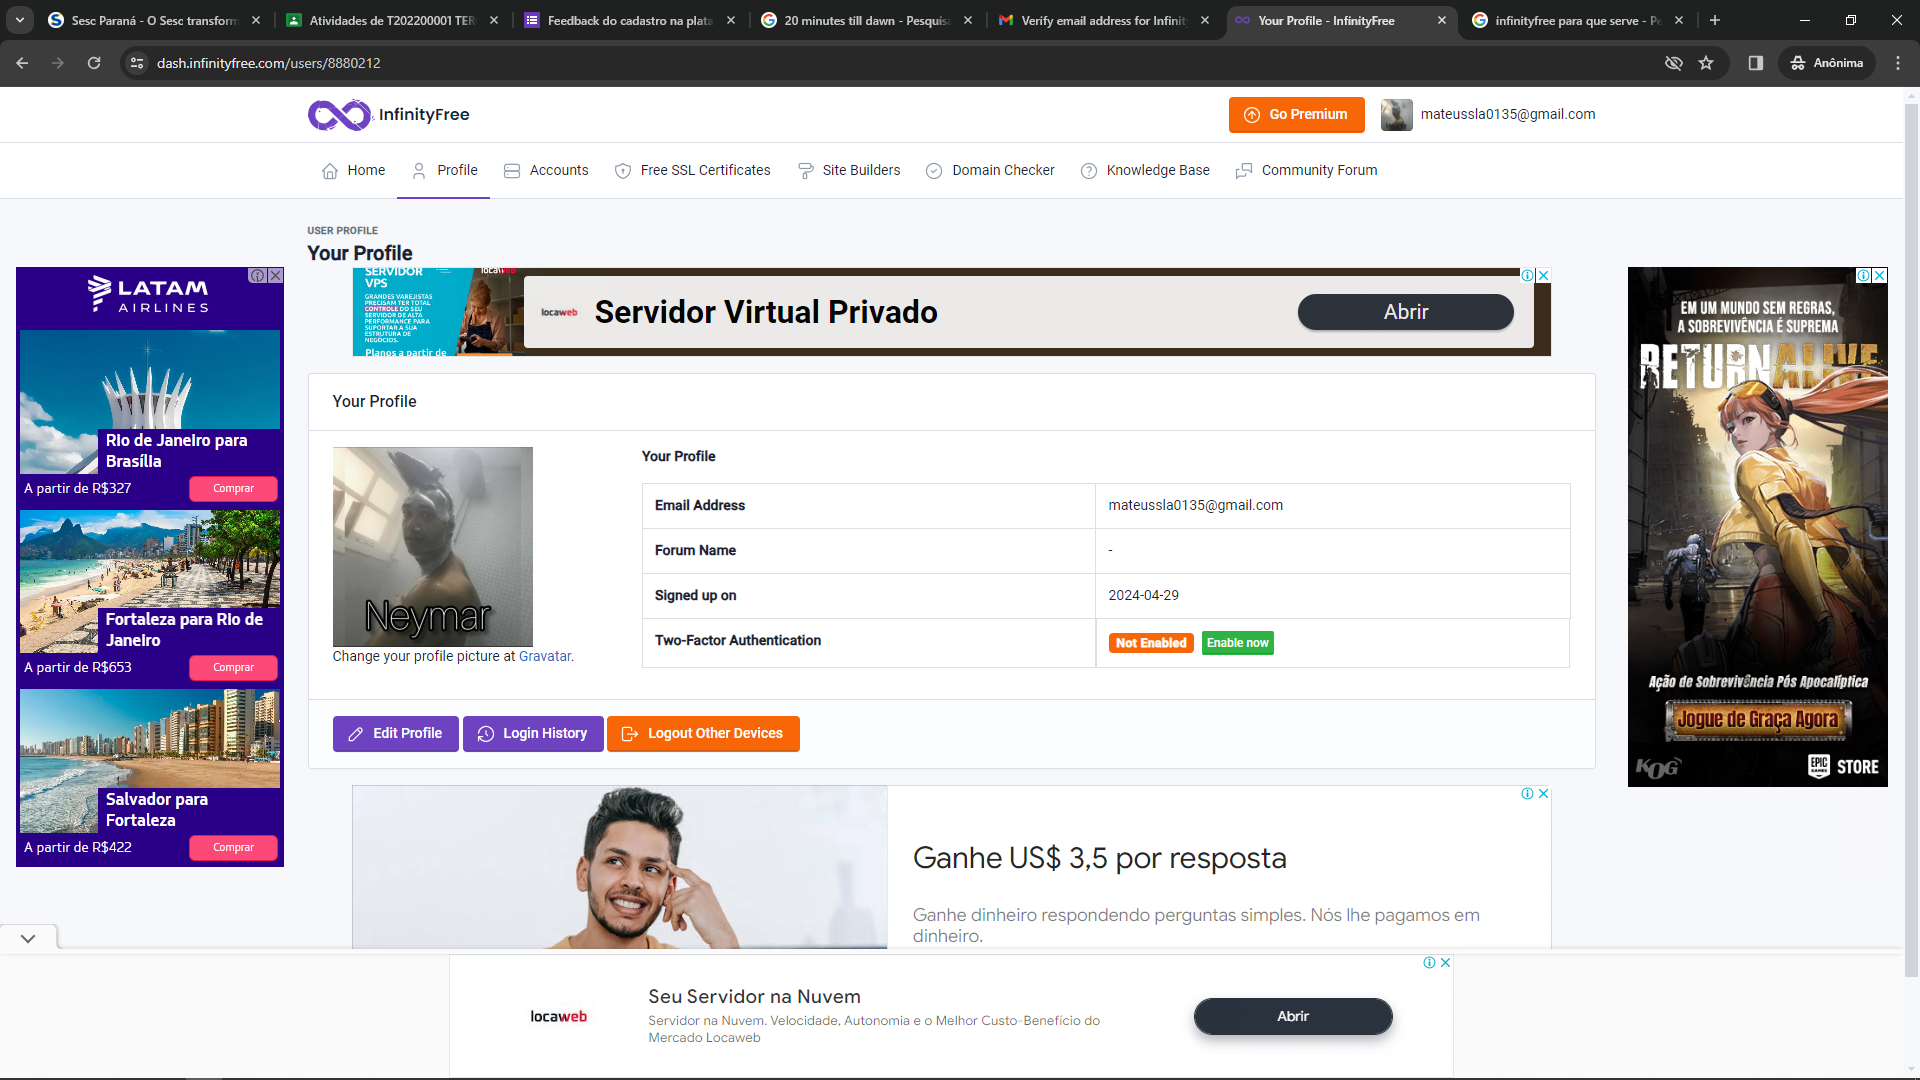 Sesc Paraná - O Sesc transform
Atividades de T202200001 TER
Feedback do cadastro na plata
20 minutes till dawn - Pesquis
Verify email address for Infinit
Your Profile - InfinityFree
infinityfree para que serve - Pe
dash.infinityfree.com/users/8880212
Anônima
InfinityFree
Go Premium
mateussla0135@gmail.com
Home
Profile
Accounts
Free SSL Certificates
Site Builders
Domain Checker
Knowledge Base
Community Forum
USER PROFILE
Your Profile
LATAM
AIRLINES
Rio de Janeiro para
Brasília
A partir de R$327
Comprar
Fortaleza para Rio de
Janeiro
A partir de R$653
Comprar
Salvador para
Fortaleza
A partir de R$422
Comprar
SERVIDOR
VPS
GRANDES VAREJISTAS
PRECISAM TER TOTAL
CONTROLE DO SEU
SERVIDOR DE ALTA
PERFORMANCE PARA
SUPORTAR A SUA
ESTRUTURA DE
NEGÓCIOS.
Planos a partir de
locaweb
locaweb
Servidor Virtual Privado
Abrir
Your Profile
Neymar
Change your profile picture at Gravatar.
Your Profile
Email Address
mateussla0135@gmail.com
Forum Name
-
Signed up on
2024-04-29
Two-Factor Authentication
Not Enabled
Enable now
Edit Profile
Login History
Logout Other Devices
EM UM MUNDO SEM REGRAS,
A SOBREVIVÊNCIA É SUPREMA
RETURN ALIVE
Ação de Sobrevivência Pós Apocalíptica
Jogue de Graça Agora
KOG
EPIC GAMES STORE
Ganhe US$ 3,5 por resposta
Ganhe dinheiro respondendo perguntas simples. Nós lhe pagamos em
dinheiro.
locaweb
Seu Servidor na Nuvem
Servidor na Nuvem. Velocidade, Autonomia e o Melhor Custo-Benefício do
Mercado Locaweb
Abrir